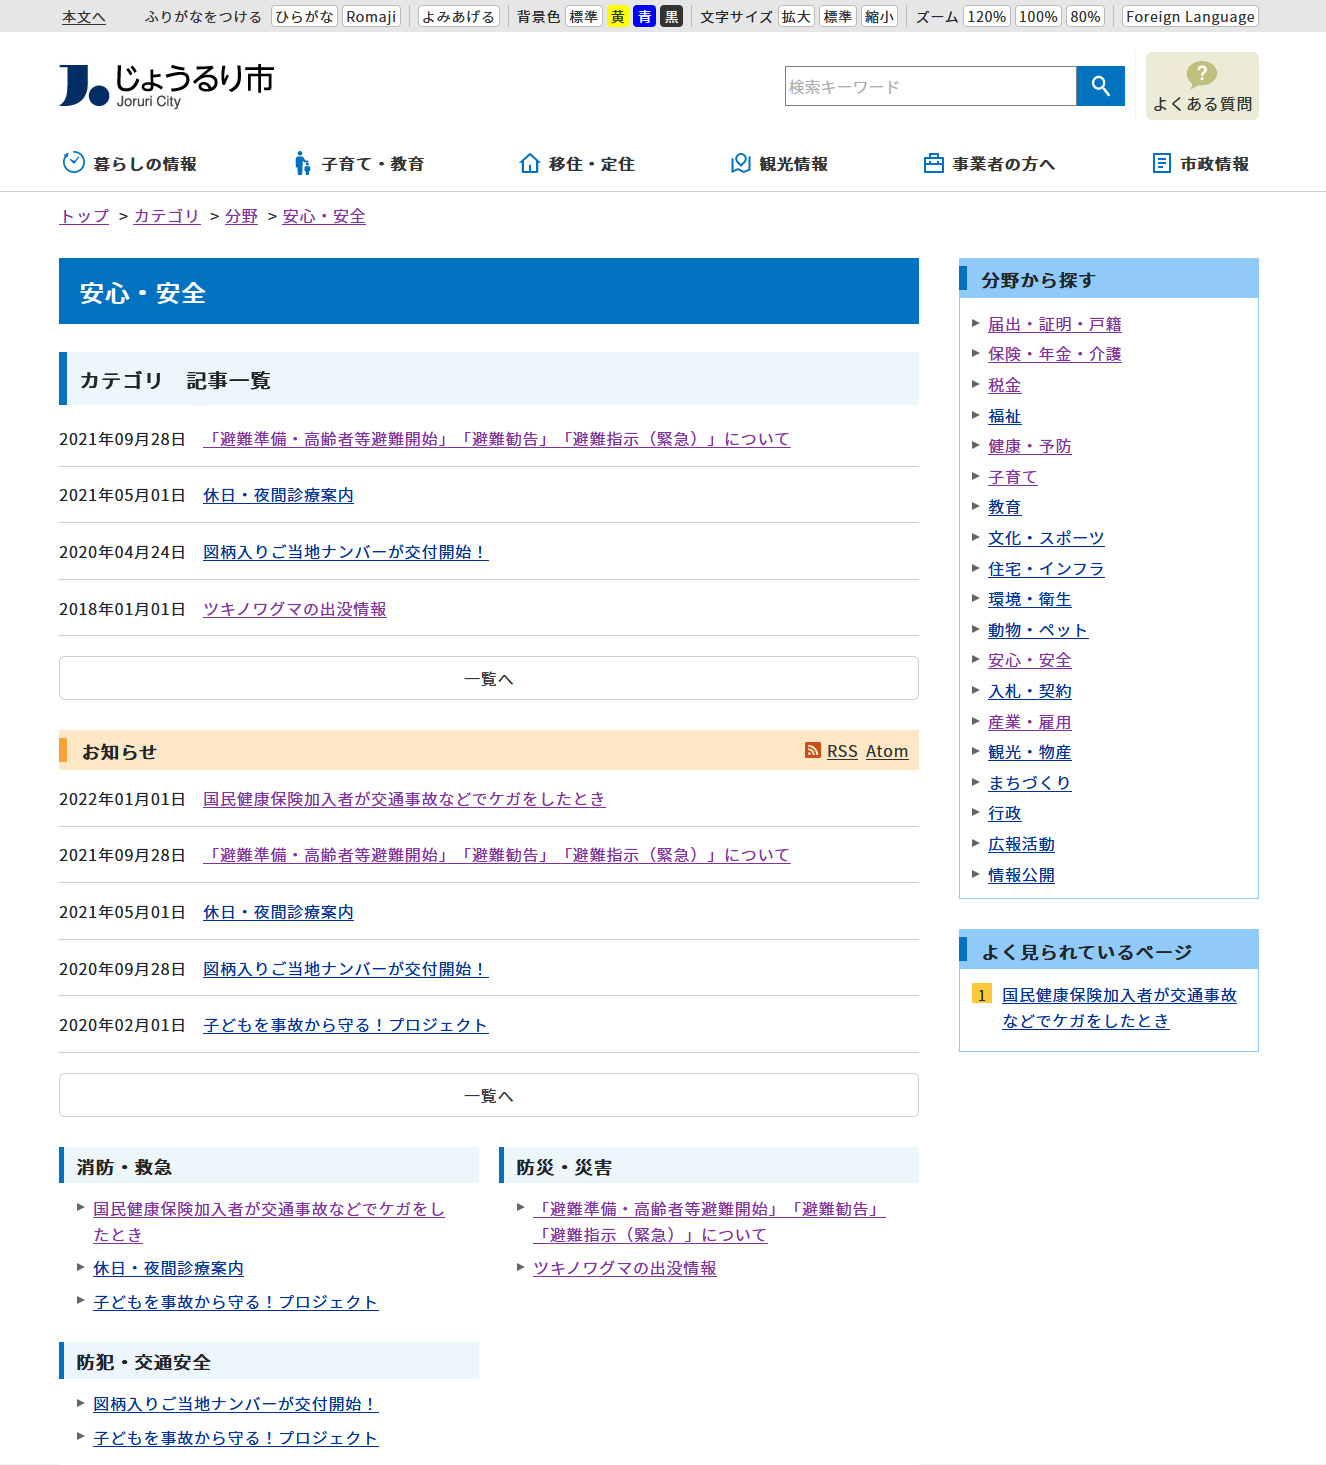 本文へ ふりがなをつける ひらがな Romaji よみあげる 背景色 標準 黄 青 黒 文字サイズ 拡大 標準 縮小 ズーム 120% 100% 80% Foreign Language
じょうるり市
Joruri City
検索キーワード
よくある質問
暮らしの情報 子育て・教育 移住・定住 観光情報 事業者の方へ 市政情報
トップ > カテゴリ > 分野 > 安心・安全
安心・安全
カテゴリ 記事一覧
2021年09月28日 「避難準備・高齢者等避難開始」「避難勧告」「避難指示（緊急）」について
2021年05月01日 休日・夜間診療案内
2020年04月24日 図柄入りご当地ナンバーが交付開始！
2018年01月01日 ツキノワグマの出没情報
一覧へ
お知らせ RSS Atom
2022年01月01日 国民健康保険加入者が交通事故などでケガをしたとき
2021年09月28日 「避難準備・高齢者等避難開始」「避難勧告」「避難指示（緊急）」について
2021年05月01日 休日・夜間診療案内
2020年09月28日 図柄入りご当地ナンバーが交付開始！
2020年02月01日 子どもを事故から守る！プロジェクト
一覧へ
消防・救急
国民健康保険加入者が交通事故などでケガをし
たとき
休日・夜間診療案内
子どもを事故から守る！プロジェクト
防災・災害
「避難準備・高齢者等避難開始」「避難勧告」
「避難指示（緊急）」について
ツキノワグマの出没情報
防犯・交通安全
図柄入りご当地ナンバーが交付開始！
子どもを事故から守る！プロジェクト
分野から探す
届出・証明・戸籍
保険・年金・介護
税金
福祉
健康・予防
子育て
教育
文化・スポーツ
住宅・インフラ
環境・衛生
動物・ペット
安心・安全
入札・契約
産業・雇用
観光・物産
まちづくり
行政
広報活動
情報公開
よく見られているページ
1 国民健康保険加入者が交通事故
などでケガをしたとき